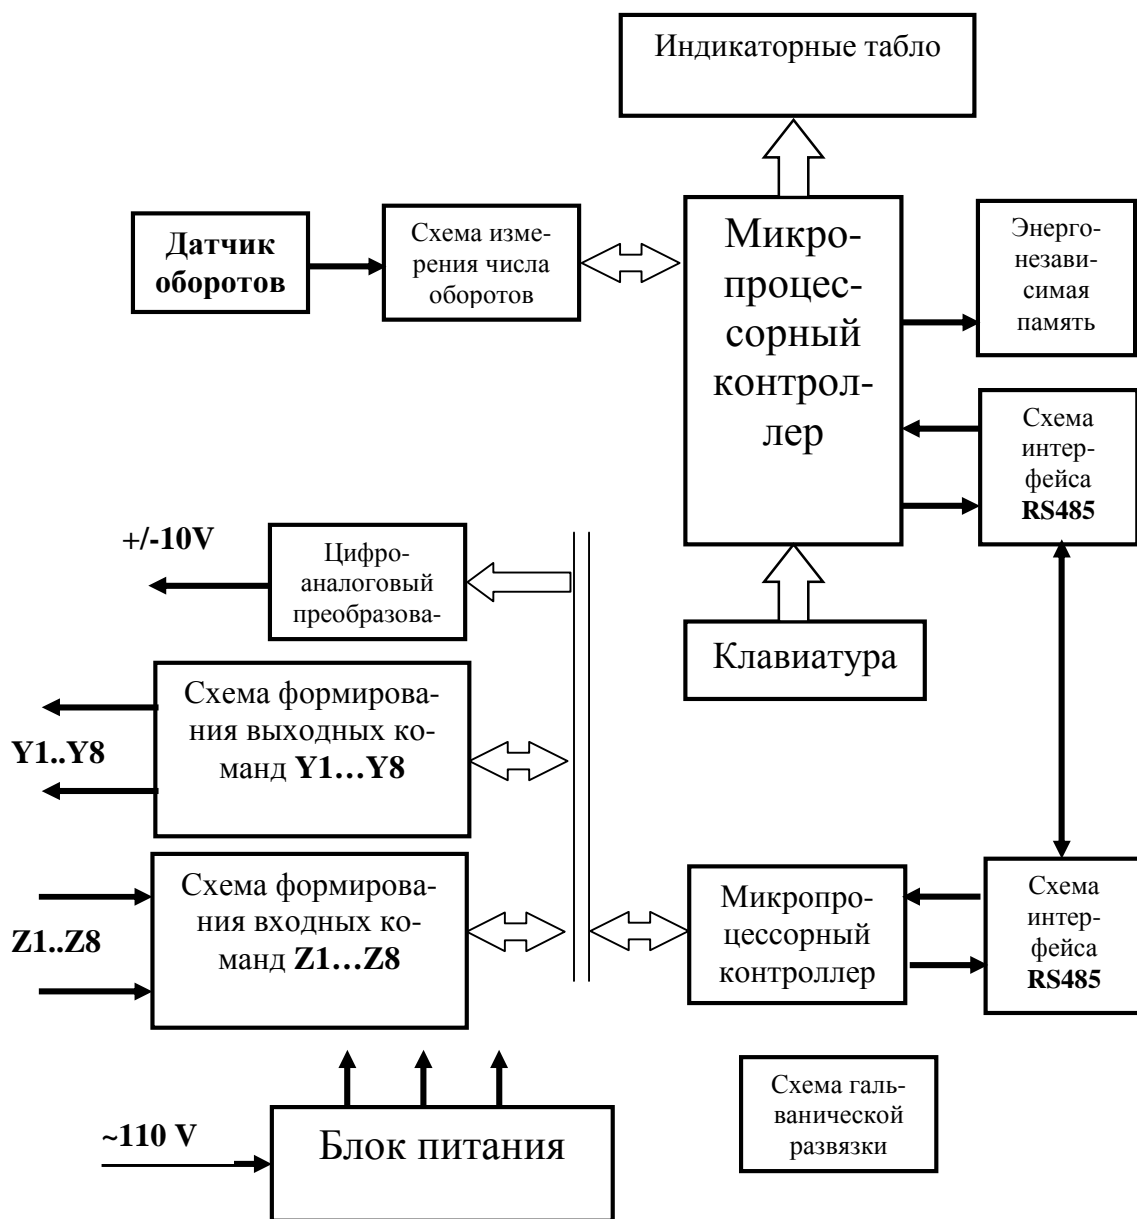 Индикаторные табло
Датчик
оборотов
Схема изме-
рения числа
оборотов
Микро-
процес-
сорный
контрол-
лер
Энерго-
независи-
симая
память
Схема
интер-
фейса
RS485
+/-10V
Цифро-
аналоговый
преобразова-
Клавиатура
Y1..Y8
Схема формирова-
ния выходных ко-
манд Y1…Y8
Z1..Z8
Схема формирова-
ния входных ко-
манд Z1…Z8
Микропро-
цессорный
контроллер
Схема
интер-
фейса
RS485
Схема галь-
ванической
развязки
~110 V
Блок питания